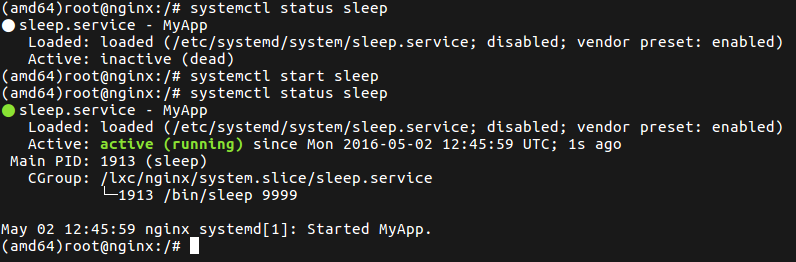 (amd64)root@nginx:/# systemctl status sleep
● sleep.service - MyApp
   Loaded: loaded (/etc/systemd/system/sleep.service; disabled; vendor preset: enabled)
   Active: inactive (dead)
(amd64)root@nginx:/# systemctl start sleep
(amd64)root@nginx:/# systemctl status sleep
● sleep.service - MyApp
   Loaded: loaded (/etc/systemd/system/sleep.service; disabled; vendor preset: enabled)
   Active: active (running) since Mon 2016-05-02 12:45:59 UTC; 1s ago
 Main PID: 1913 (sleep)
   CGroup: /lxc/nginx/system.slice/sleep.service
           └─1913 /bin/sleep 9999
May 02 12:45:59 nginx systemd[1]: Started MyApp.
(amd64)root@nginx:/#